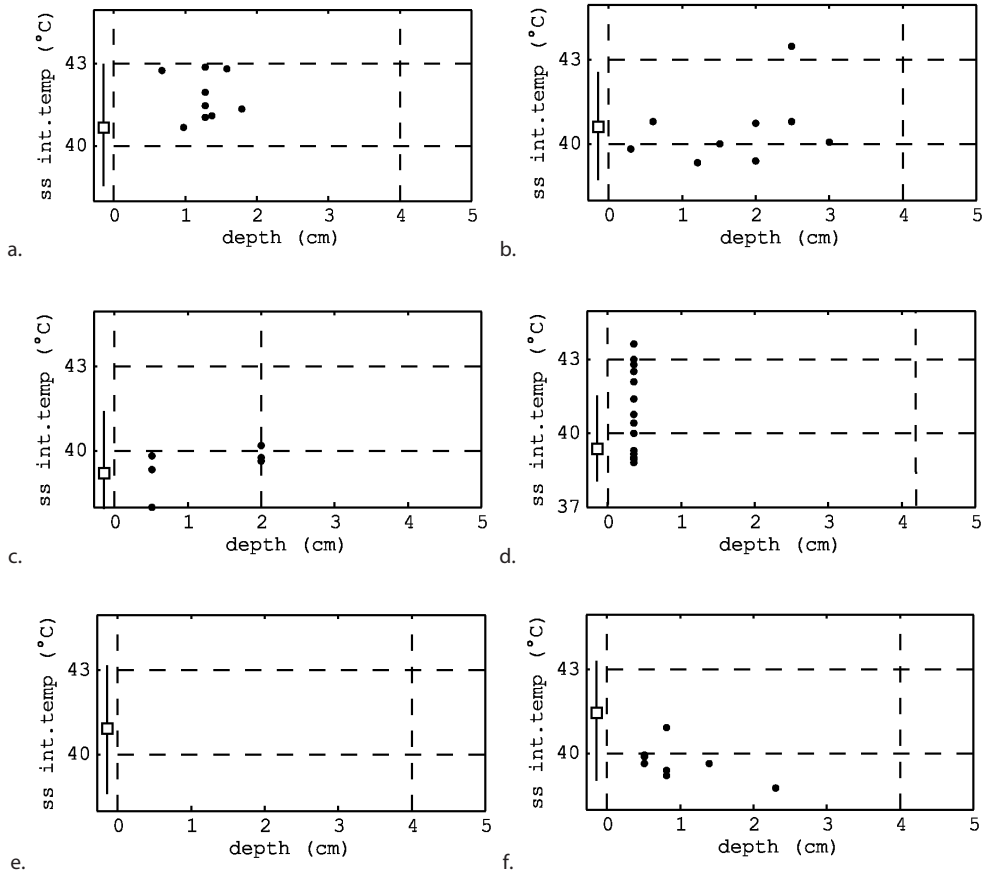 ss int.temp (°C)
43
40
0 1 2 3 4 5
depth (cm)
a.
ss int.temp (°C)
43
40
0 1 2 3 4 5
depth (cm)
b.
ss int.temp (°C)
43
40
0 1 2 3 4 5
depth (cm)
c.
ss int.temp (°C)
43
40
37
0 1 2 3 4 5
depth (cm)
d.
ss int.temp (°C)
43
40
0 1 2 3 4 5
depth (cm)
e.
ss int.temp (°C)
43
40
0 1 2 3 4 5
depth (cm)
f.